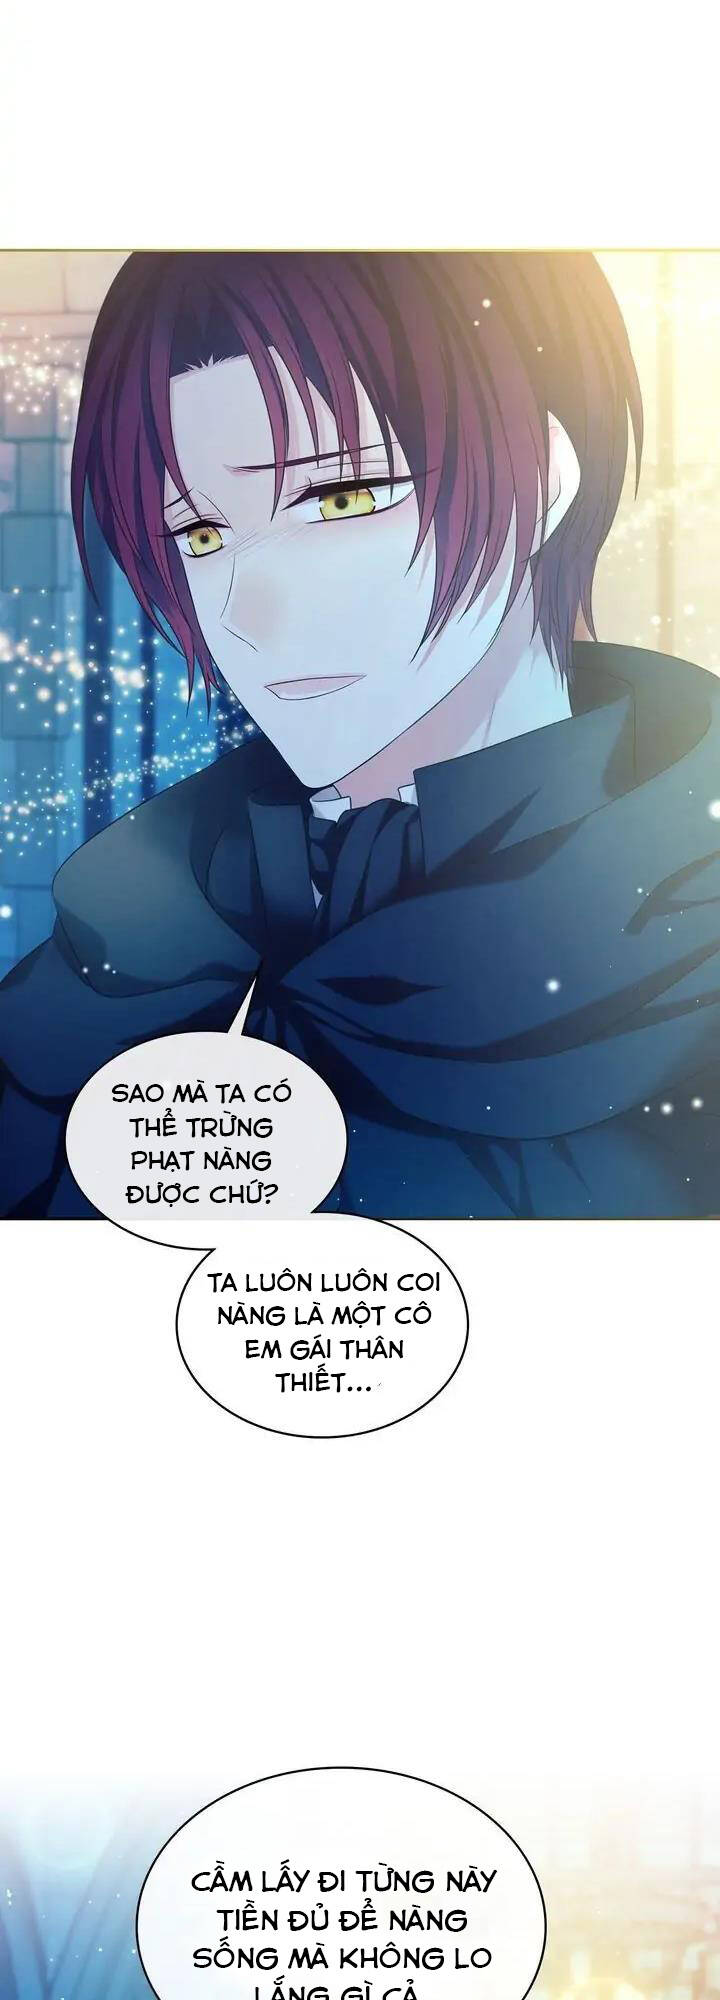 SAO MÀ TA CÓ
THỂ TRỪNG
PHẠT NÀNG
ĐƯỢC CHỨ?
TA LUÔN LUÔN COI
NÀNG LÀ MỘT CÔ
EM GÁI THÂN
THIẾT...
CẦM LẤY ĐI TỪNG NÀY
TIỀN ĐỦ ĐỂ NÀNG
SỐNG MÀ KHÔNG LO
LẮNG GÌ CẢ